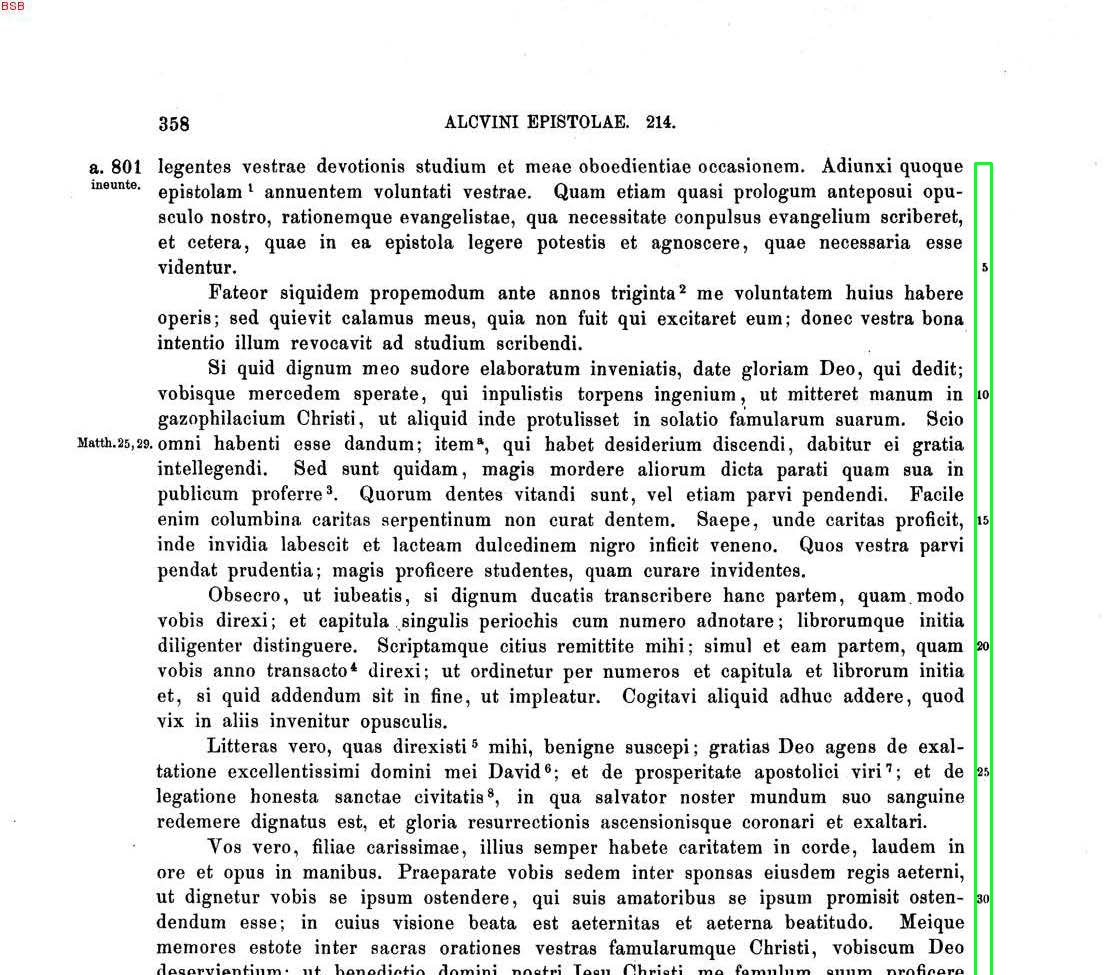 BSB
358 ALCVINI EPISTOLAE. 214.
a. 801 legentes vestrae devotionis studium et meae oboedientiae occasionem. Adiunxi quoque
ineunte. epistolam¹ annuentem voluntati vestrae. Quam etiam quasi prologum anteposui opu-
sculo nostro, rationemque evangelistae, qua necessitate conpulsus evangelium scriberet,
et cetera, quae in ea epistola legere potestis et agnoscere, quae necessaria esse
videntur. 5
Fateor siquidem propemodum ante annos triginta² me voluntatem huius habere
operis; sed quievit calamus meus, quia non fuit qui excitaret eum; donec vestra bona
intentio illum revocavit ad studium scribendi.
Si quid dignum meo sudore elaboratum inveniatis, date gloriam Deo, qui dedit;
vobisque mercedem sperate, qui inpulistis torpens ingenium, ut mitteret manum in 10
gazophilacium Christi, ut aliquid inde protulisset in solatio famularum suarum. Scio
Matth. 25, 29. omni habenti esse dandum; itemᵃ, qui habet desiderium discendi, dabitur ei gratia
intellegendi. Sed sunt quidam, magis mordere aliorum dicta parati quam sua in
publicum proferre³. Quorum dentes vitandi sunt, vel etiam parvi pendendi. Facile
enim columbina caritas serpentinum non curat dentem. Saepe, unde caritas proficit, 15
inde invidia labescit et lacteam dulcedinem nigro inficit veneno. Quos vestra parvi
pendat prudentia; magis proficere studentes, quam curare invidentes.
Obsecro, ut iubeatis, si dignum ducatis transcribere hanc partem, quam modo
vobis direxi; et capitula singulis periochis cum numero adnotare; librorumque initia
diligenter distinguere. Scriptamque citius remittite mihi; simul et eam partem, quam 20
vobis anno transacto⁴ direxi; ut ordinetur per numeros et capitula et librorum initia
et, si quid addendum sit in fine, ut impleatur. Cogitavi aliquid adhuc addere, quod
vix in aliis invenitur opusculis.
Litteras vero, quas direxisti⁵ mihi, benigne suscepi; gratias Deo agens de exal-
tatione excellentissimi domini mei David⁶; et de prosperitate apostolici viri⁷; et de 25
legatione honesta sanctae civitatis⁸, in qua salvator noster mundum suo sanguine
redemere dignatus est, et gloria resurrectionis ascensionisque coronari et exaltari.
Vos vero, filiae carissimae, illius semper habete caritatem in corde, laudem in
ore et opus in manibus. Praeparate vobis sedem inter sponsas eiusdem regis aeterni,
ut dignetur vobis se ipsum ostendere, qui suis amatoribus se ipsum promisit osten- 30
dendum esse; in cuius visione beata est aeternitas et aeterna beatitudo. Meique
memores estote inter sacras orationes vestras famularumque Christi, vobiscum Deo
deservientium; ut benedictio domini nostri Iesu Christi me famulum suum proficere